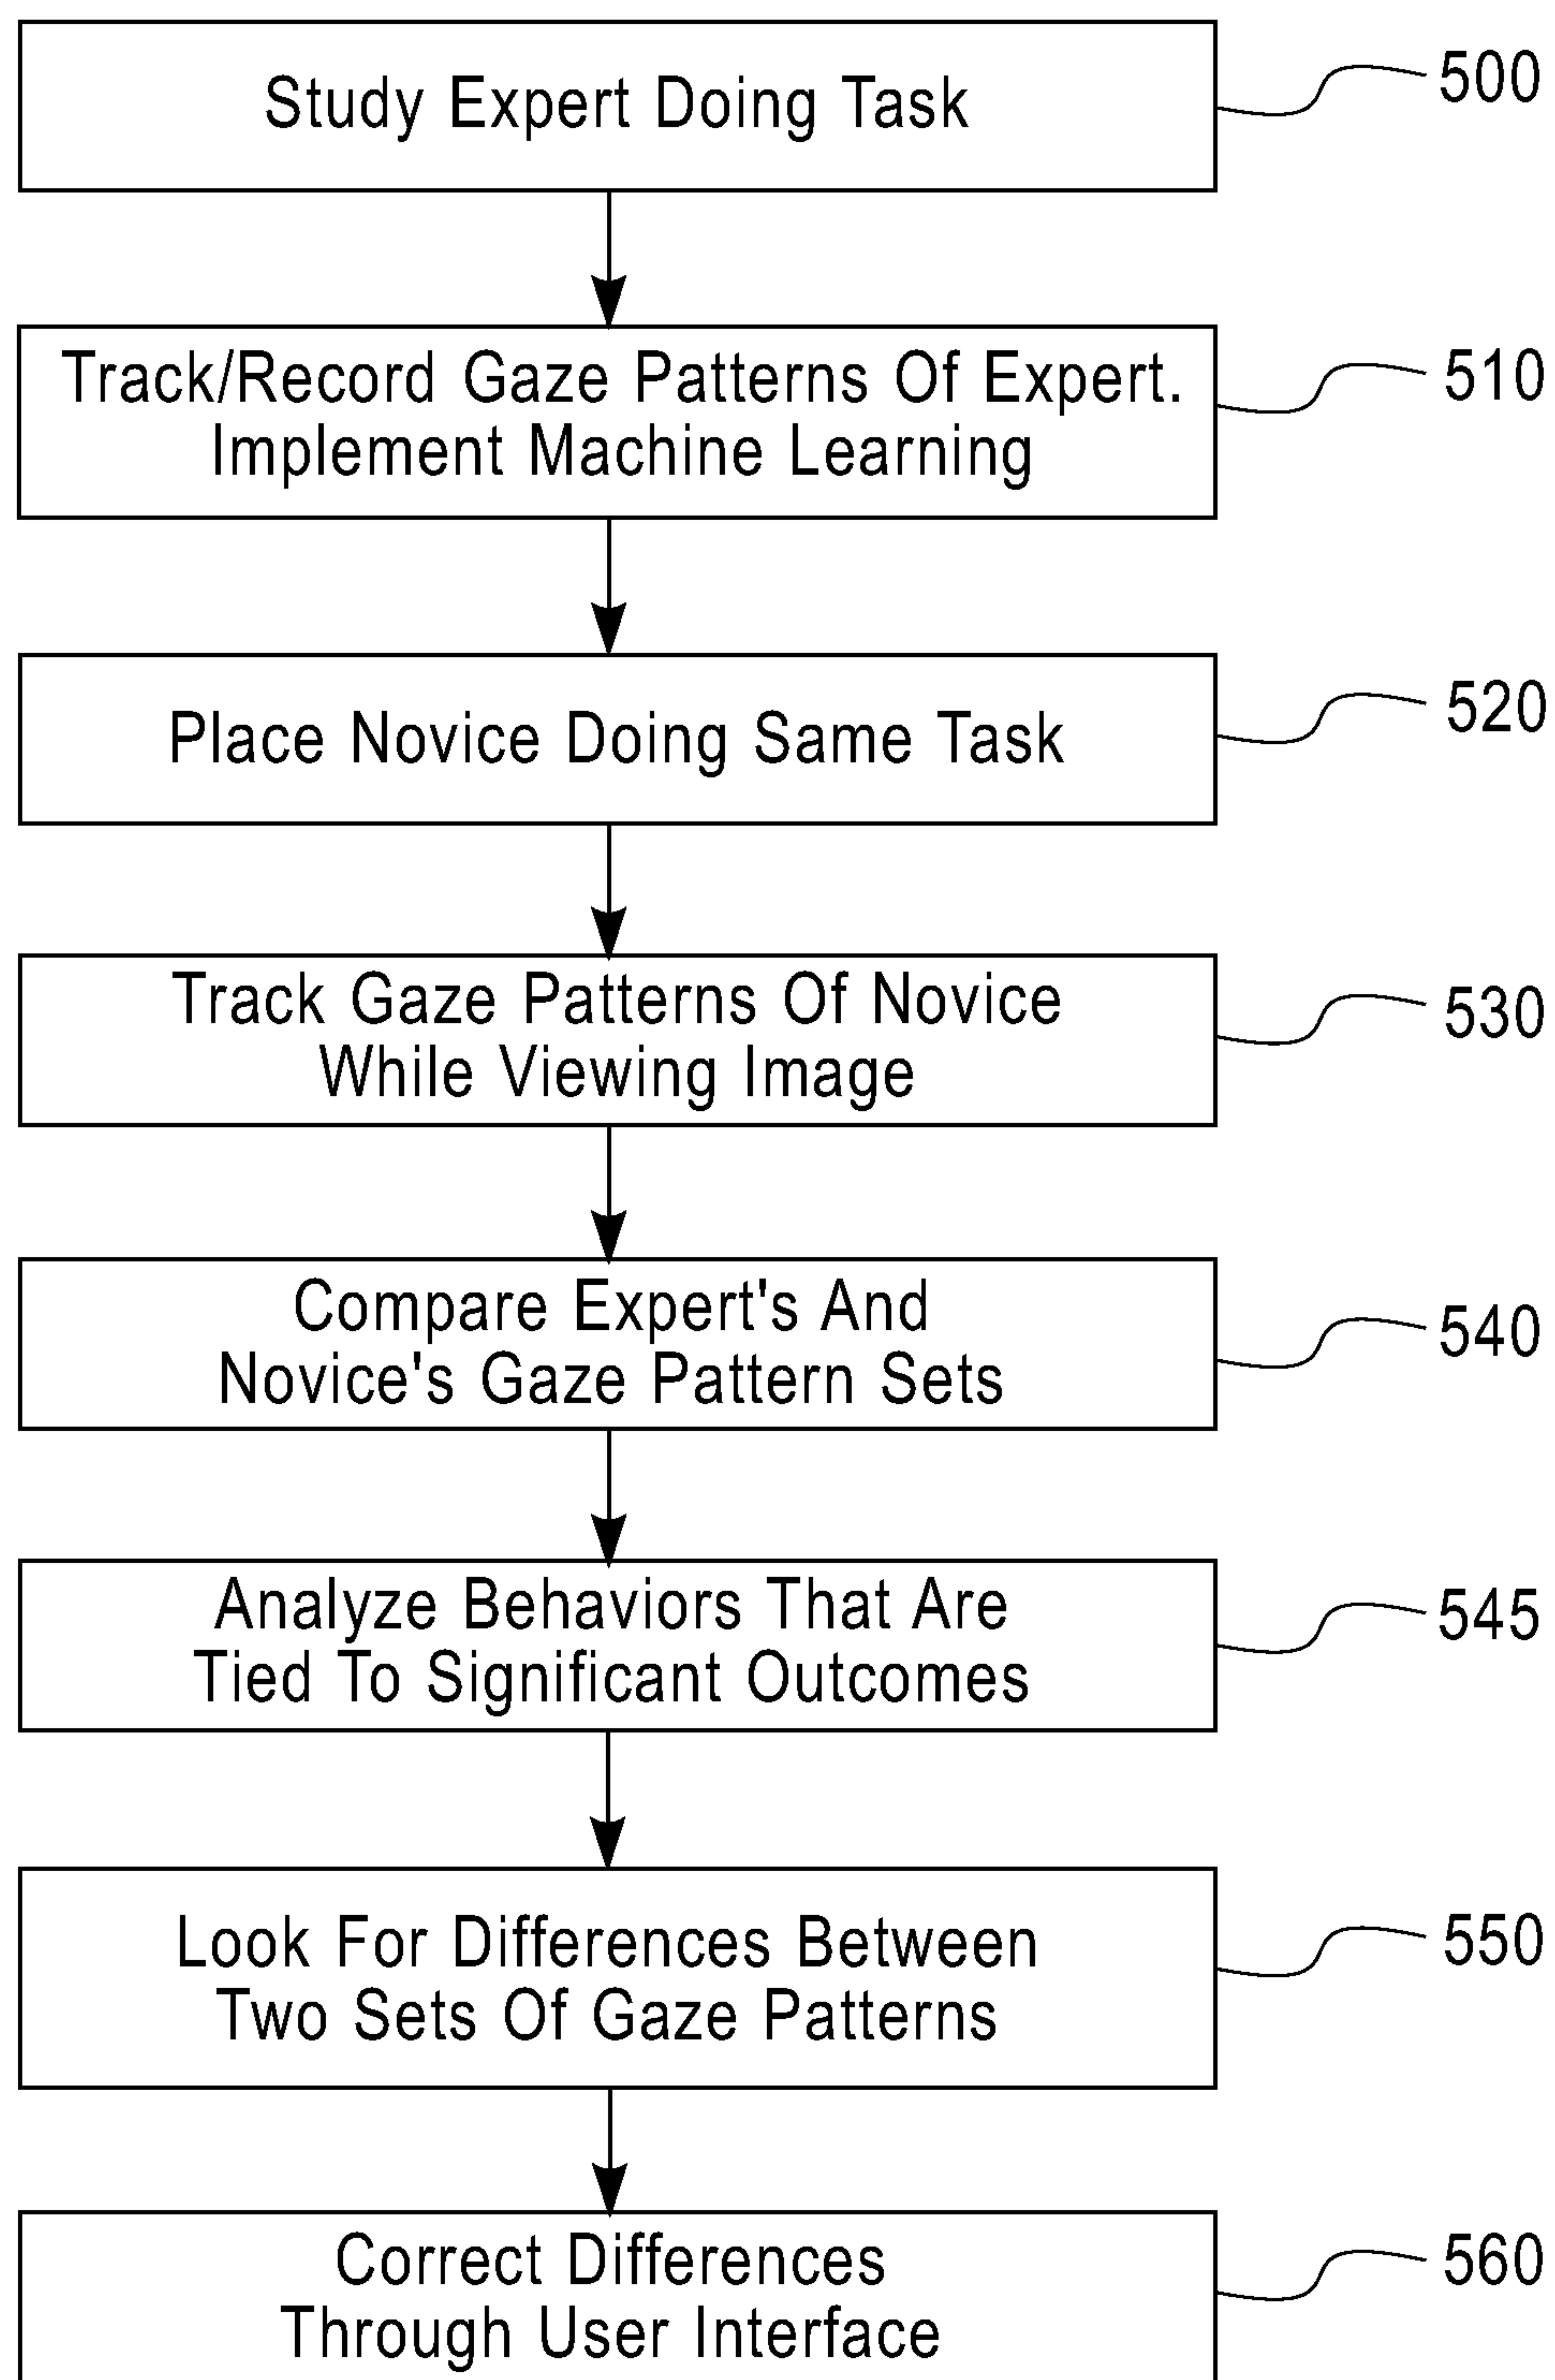 Study Expert Doing Task
500
Track/Record Gaze Patterns Of Expert.
Implement Machine Learning
510
Place Novice Doing Same Task
520
Track Gaze Patterns Of Novice
While Viewing Image
530
Compare Expert's And
Novice's Gaze Pattern Sets
540
Analyze Behaviors That Are
Tied To Significant Outcomes
545
Look For Differences Between
Two Sets Of Gaze Patterns
550
Correct Differences
Through User Interface
560